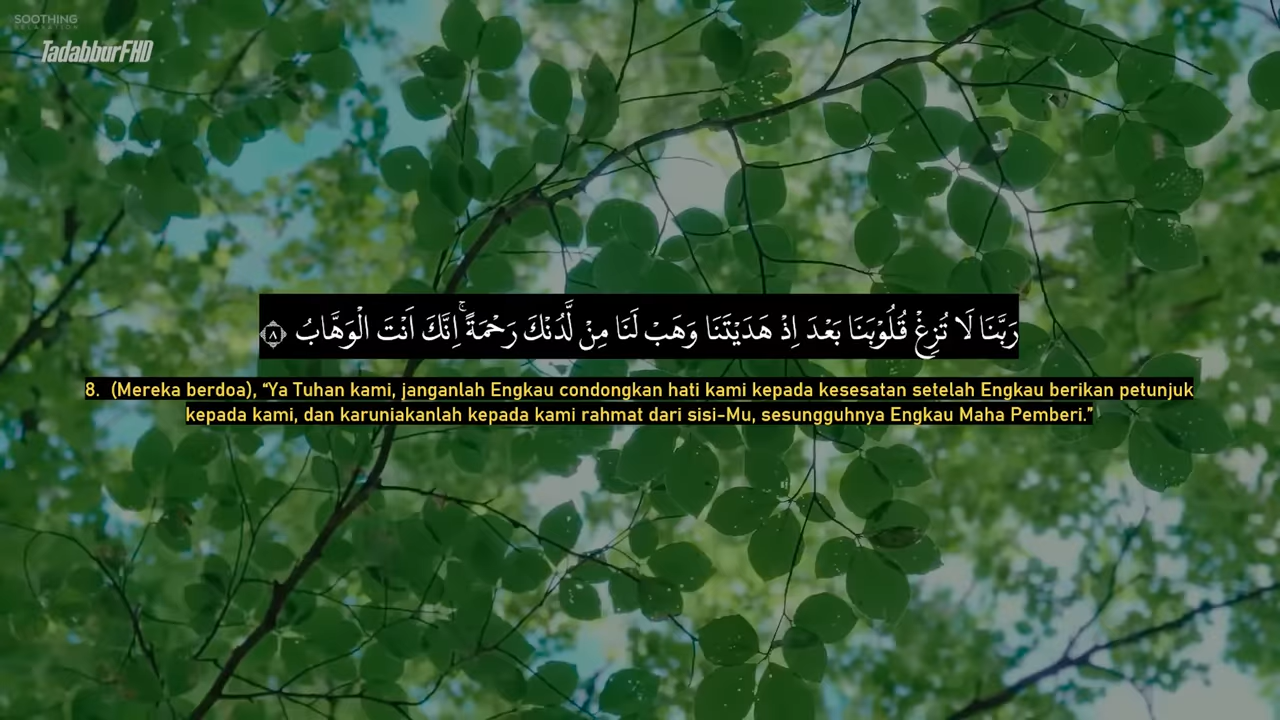 SOOTHING
RELAXATION
TadabburFHD
رَبَّنَا لَا تُزِغْ قُلُوْبَنَا بَعْدَ اِذْ هَدَيْتَنَا وَهَبْ لَنَا مِنْ لَّدُنْكَ رَحْمَةً ۚاِنَّكَ اَنْتَ الْوَهَّابُ ۝٨
8. (Mereka berdoa), “Ya Tuhan kami, janganlah Engkau condongkan hati kami kepada kesesatan setelah Engkau berikan petunjuk
kepada kami, dan karuniakanlah kepada kami rahmat dari sisi-Mu, sesungguhnya Engkau Maha Pemberi.”